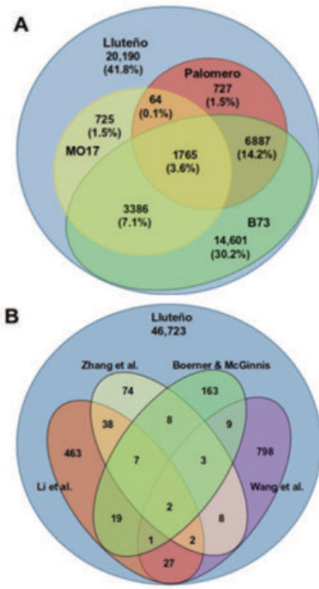 A
Lluteño
20,190
(41.8%)
Palomero
727
(1.5%)
64
(0.1%)
725
(1.5%)
MO17
1765
(3.6%)
6887
(14.2%)
3386
(7.1%)
B73
14,601
(30.2%)
B
Lluteño
46,723
Zhang et al.
Boerner & McGinnis
74
163
38
8
9
463
7
3
798
Li et al.
Wang et al.
19
2
8
1
2
27